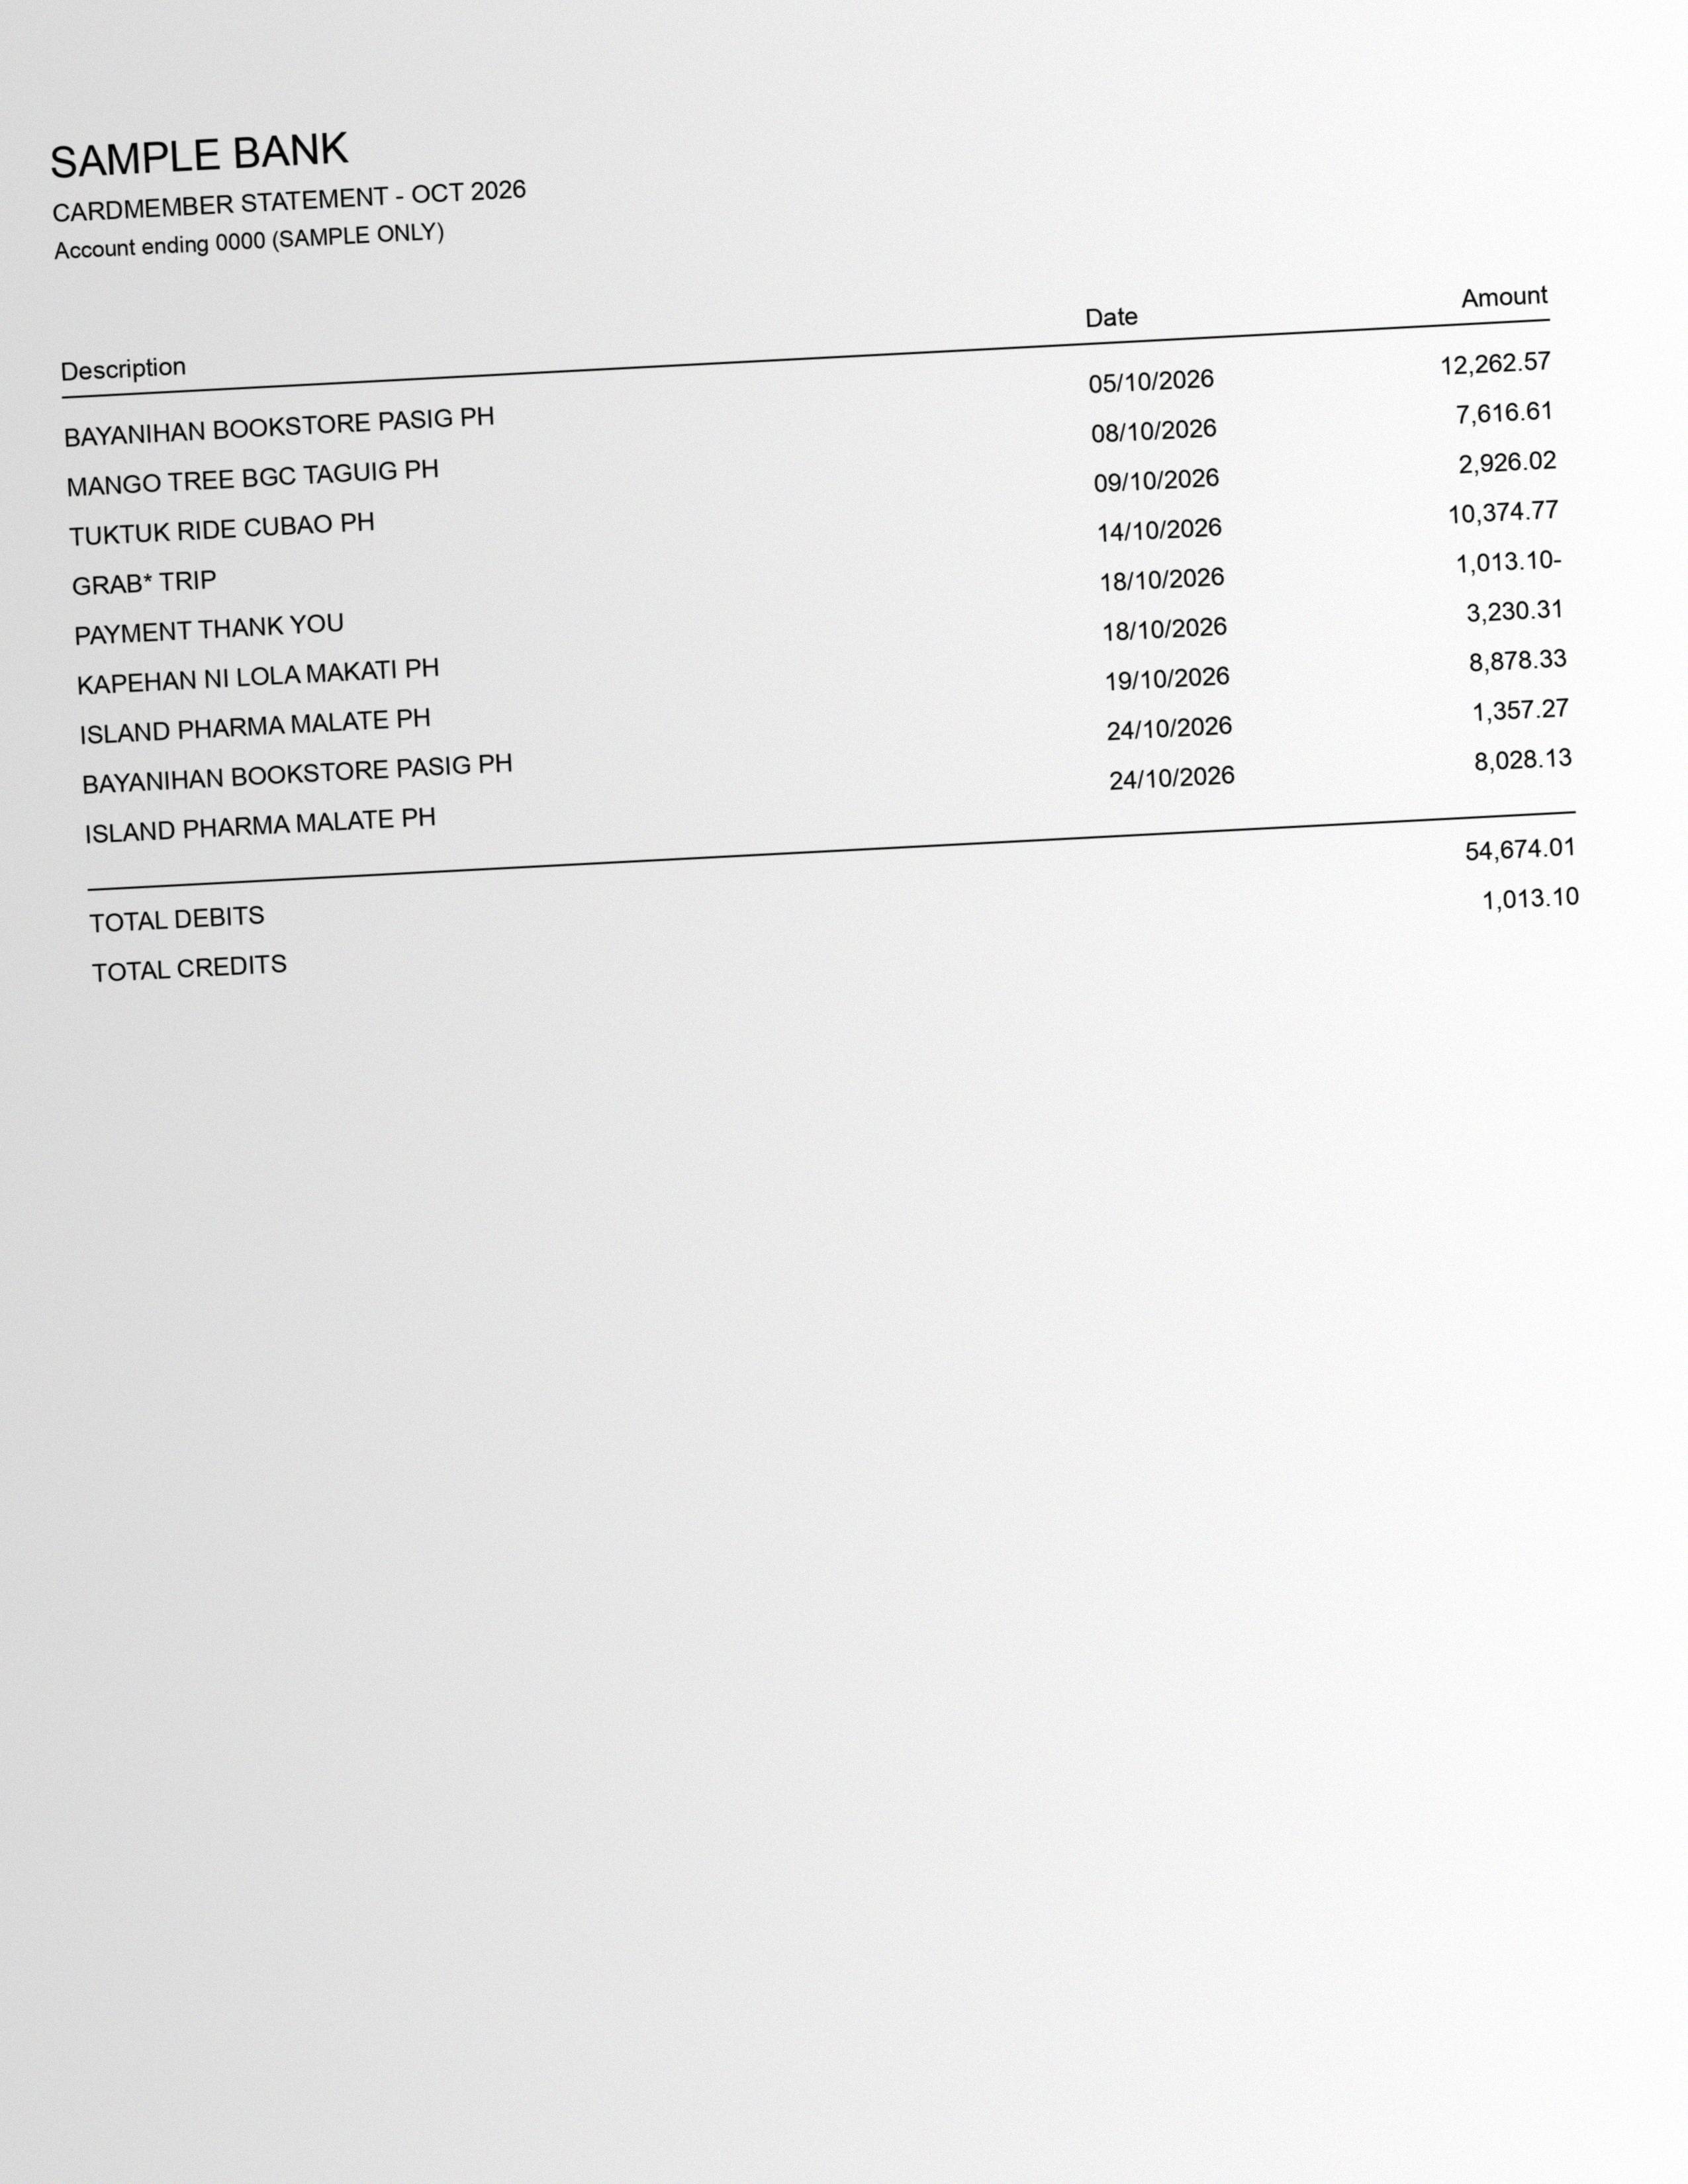 SAMPLE BANK
CARDMEMBER STATEMENT - OCT 2026
Account ending 0000 (SAMPLE ONLY)
Description Date Amount
BAYANIHAN BOOKSTORE PASIG PH 05/10/2026 12,262.57
MANGO TREE BGC TAGUIG PH 08/10/2026 7,616.61
TUKTUK RIDE CUBAO PH 09/10/2026 2,926.02
GRAB* TRIP 14/10/2026 10,374.77
PAYMENT THANK YOU 18/10/2026 1,013.10-
KAPEHAN NI LOLA MAKATI PH 18/10/2026 3,230.31
ISLAND PHARMA MALATE PH 19/10/2026 8,878.33
BAYANIHAN BOOKSTORE PASIG PH 24/10/2026 1,357.27
ISLAND PHARMA MALATE PH 24/10/2026 8,028.13
TOTAL DEBITS 54,674.01
TOTAL CREDITS 1,013.10